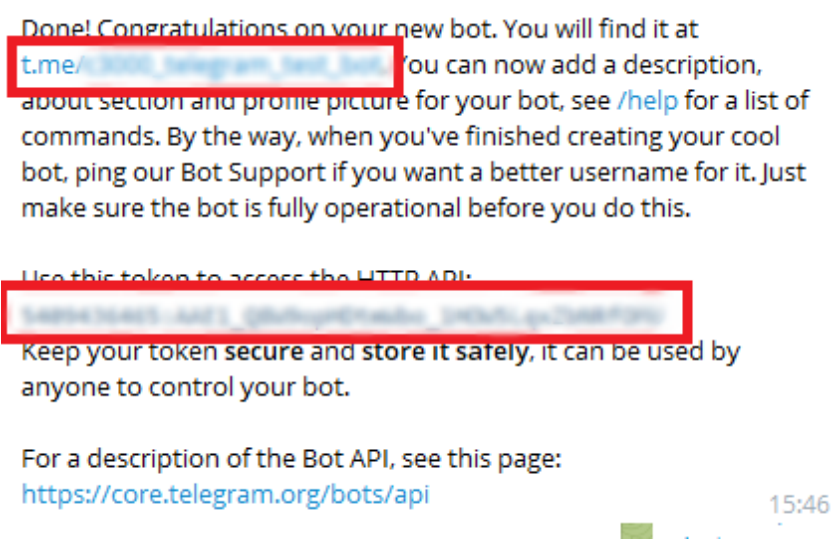 Done! Congratulations on your new bot. You will find it at
t.me/ You can now add a description,
about section and profile picture for your bot, see /help for a list of
commands. By the way, when you've finished creating your cool
bot, ping our Bot Support if you want a better username for it. Just
make sure the bot is fully operational before you do this.
Use this token to access the HTTP API:
Keep your token secure and store it safely, it can be used by
anyone to control your bot.
For a description of the Bot API, see this page:
https://core.telegram.org/bots/api
15:46